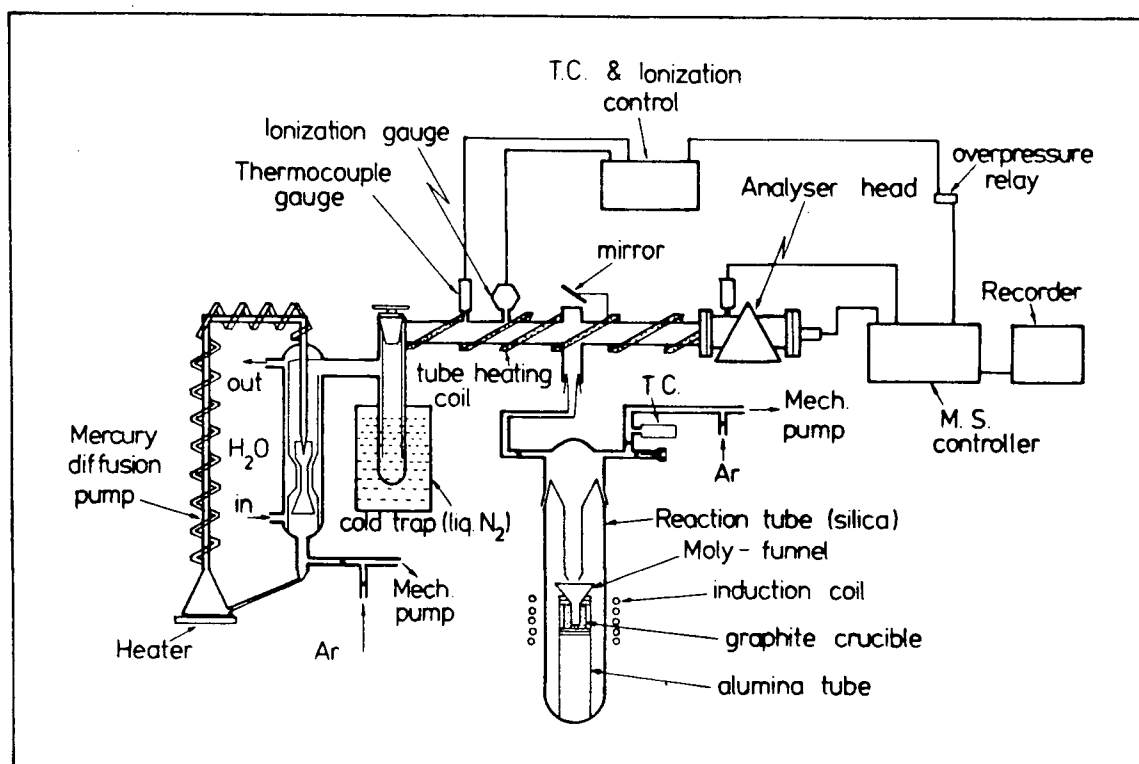 T.C. & Ionization
control
Ionization gauge
Thermocouple
gauge
overpressure
relay
Analyser head
mirror
Recorder
out
tube heating
coil
T.C.
Mech.
pump
M. S.
controller
Mercury
diffusion
pump
H₂O
Ar
in
cold trap (liq. N₂)
Reaction tube (silica)
Moly-funnel
Mech.
pump
induction coil
graphite crucible
Heater
Ar
alumina tube